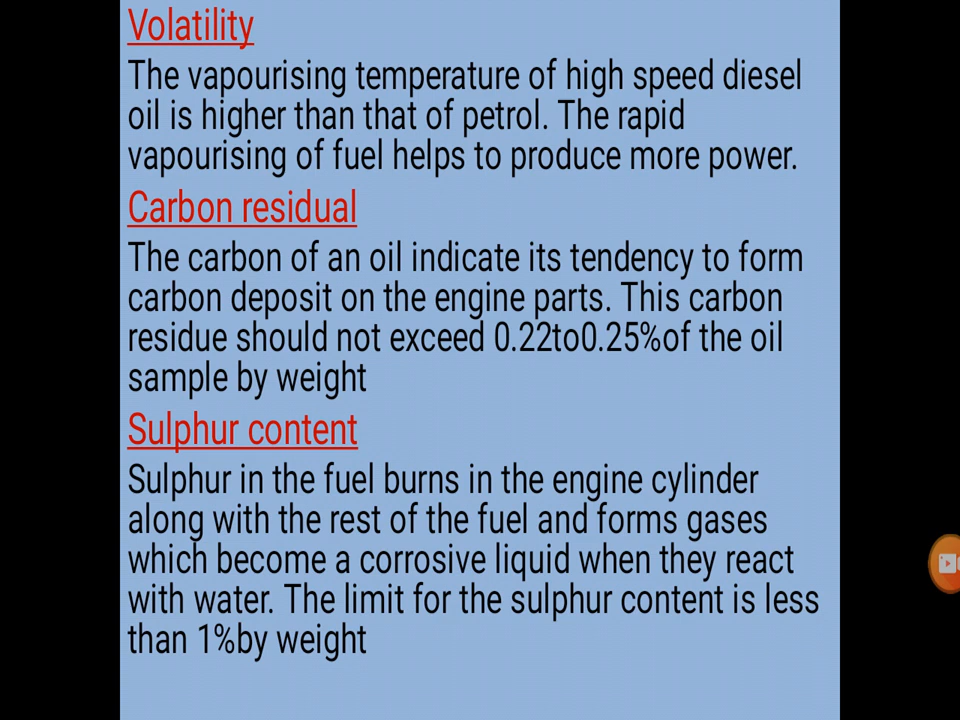 Volatility
The vapourising temperature of high speed diesel
oil is higher than that of petrol. The rapid
vapourising of fuel helps to produce more power.
Carbon residual
The carbon of an oil indicate its tendency to form
carbon deposit on the engine parts. This carbon
residue should not exceed 0.22to0.25%of the oil
sample by weight
Sulphur content
Sulphur in the fuel burns in the engine cylinder
along with the rest of the fuel and forms gases
which become a corrosive liquid when they react
with water. The limit for the sulphur content is less
than 1%by weight